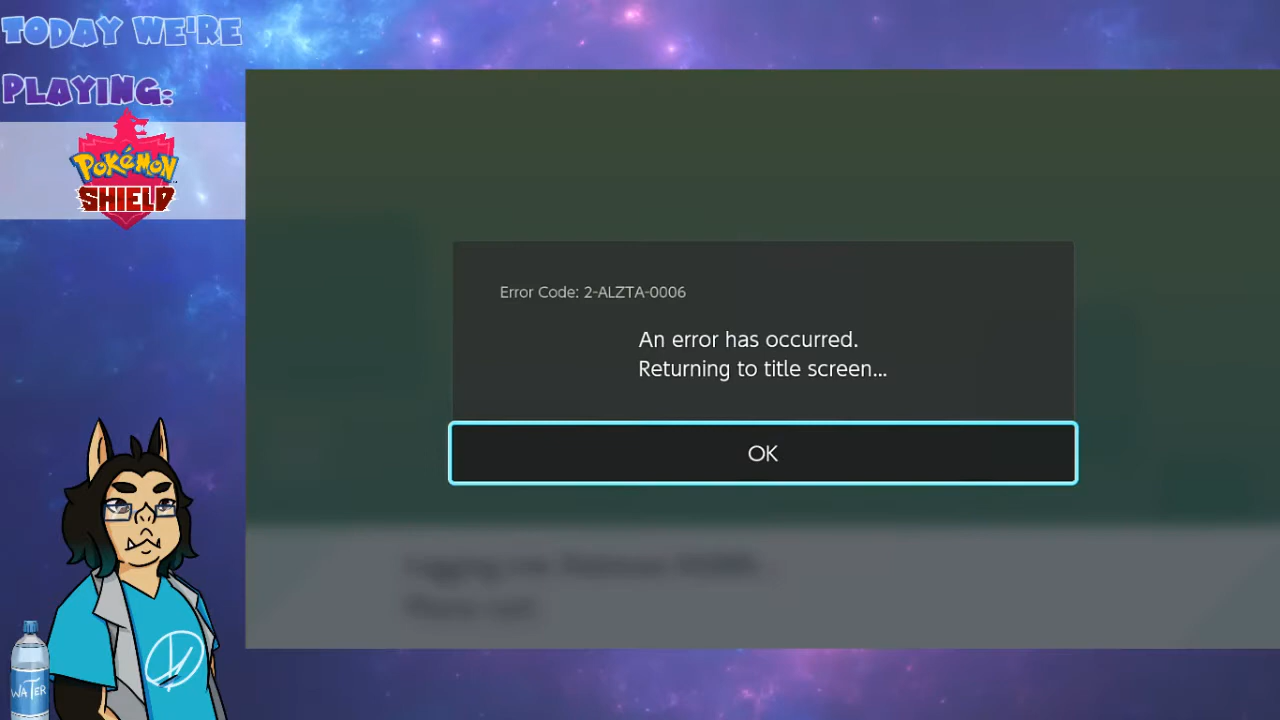 TODAY WE'RE
PLAYING:
POKéMON
SHIELD
Error Code: 2-ALZTA-0006
An error has occurred.
Returning to title screen...
OK
WATER